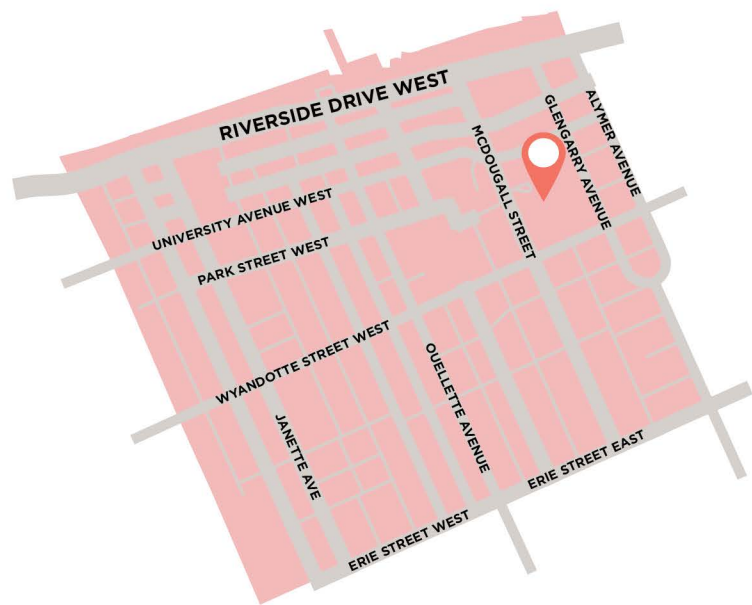 RIVERSIDE DRIVE WEST
MCDOUGALL STREET
GLENGARRY AVENUE
ALYMER AVENUE
UNIVERSITY AVENUE WEST
PARK STREET WEST
WYANDOTTE STREET WEST
OUELLETTE AVENUE
JANETTE AVE
ERIE STREET EAST
ERIE STREET WEST